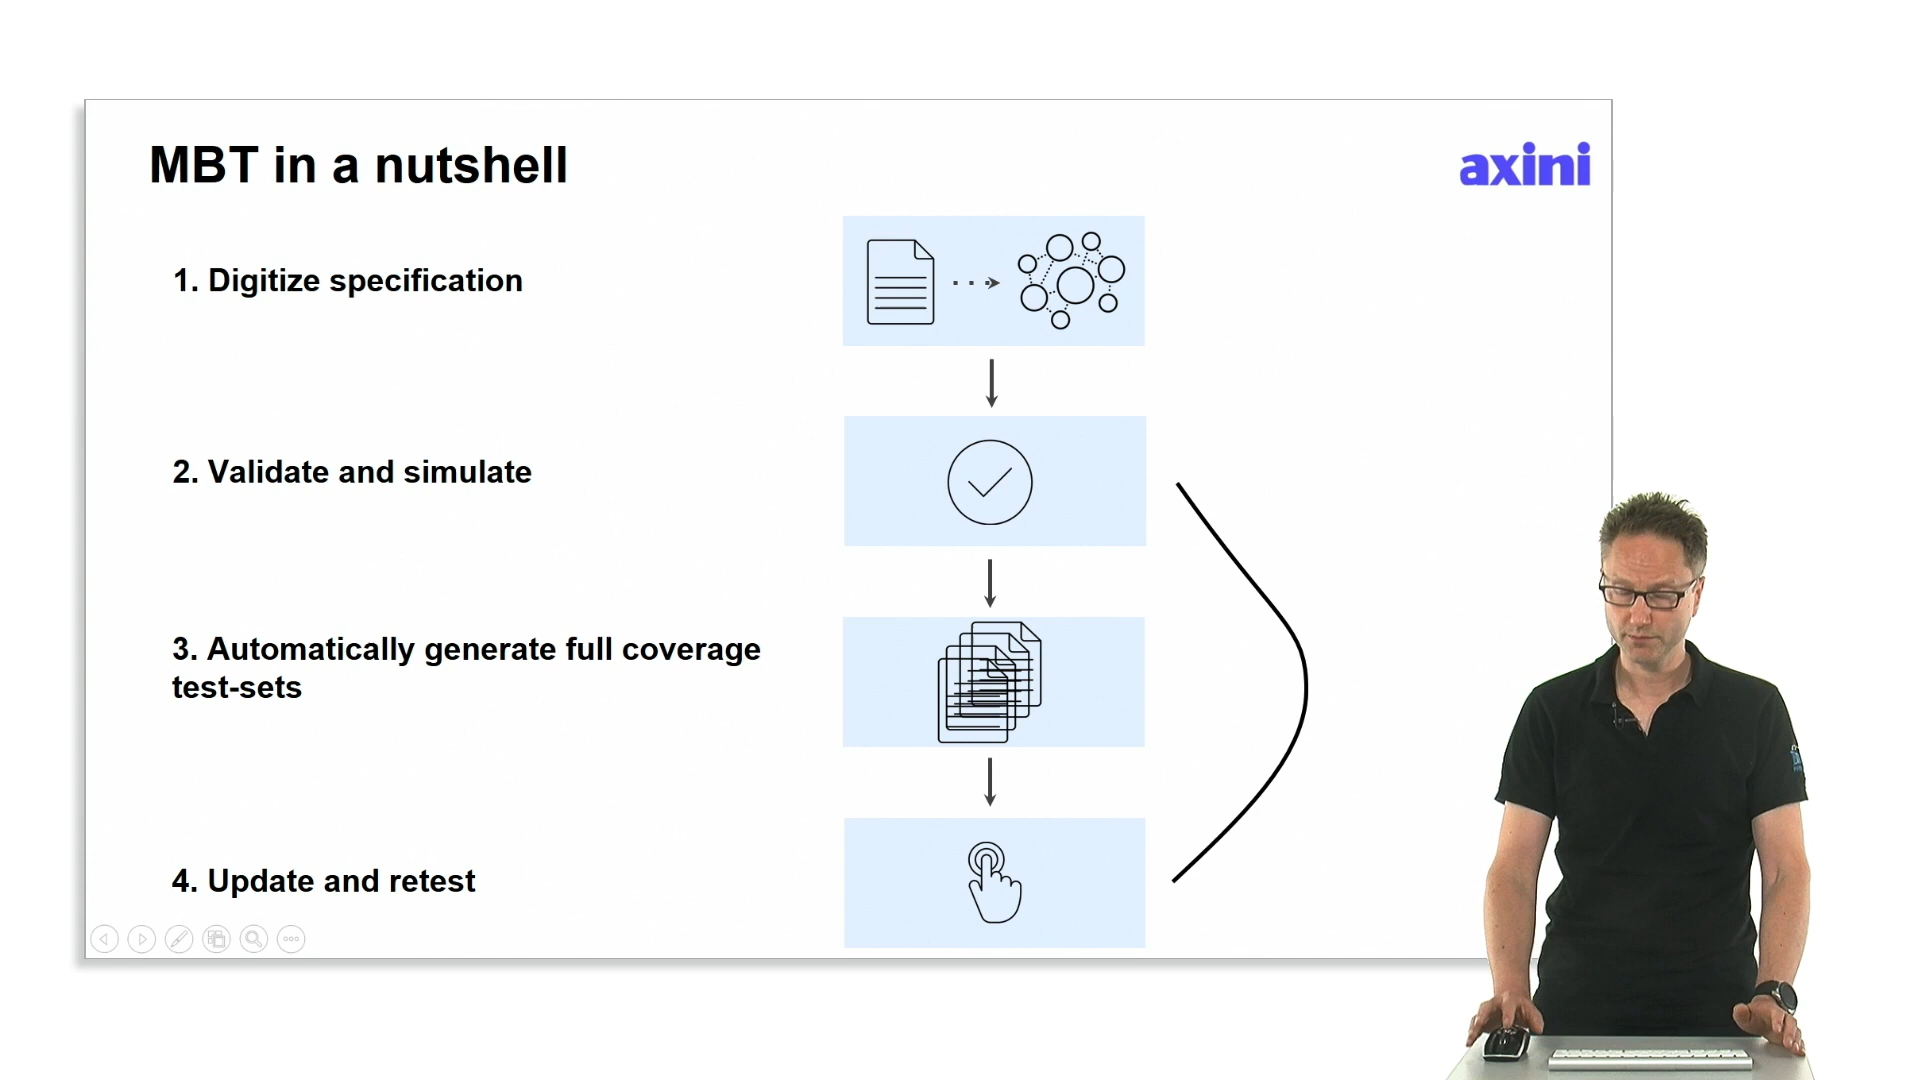 MBT in a nutshell
axini
1. Digitize specification
2. Validate and simulate
3. Automatically generate full coverage
test-sets
4. Update and retest